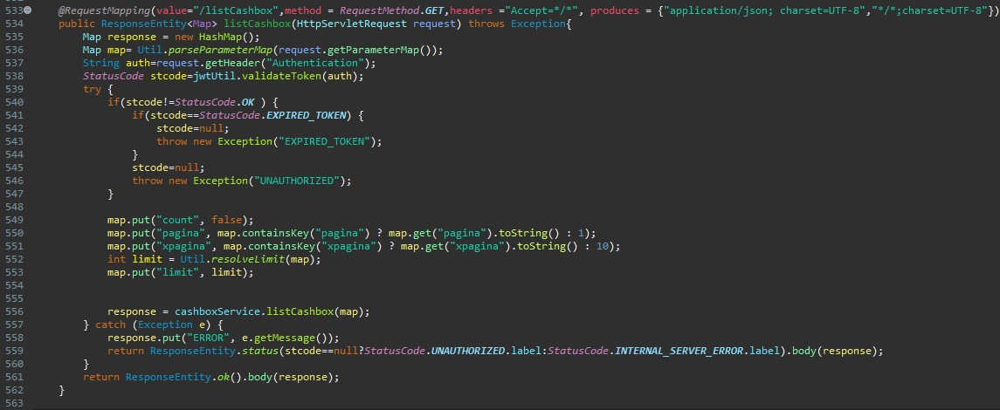 533 @RequestMapping(value="/listCashbox",method = RequestMethod.GET,headers ="Accept=*/*", produces = {"application/json; charset=UTF-8","*/*;charset=UTF-8"})
534 public ResponseEntity<Map> listCashbox(HttpServletRequest request) throws Exception{
535 Map response = new HashMap();
536 Map map= Util.parseParameterMap(request.getParameterMap());
537 String auth=request.getHeader("Authentication");
538 StatusCode stcode=jwtUtil.validateToken(auth);
539 try {
540 if(stcode!=StatusCode.OK ) {
541 if(stcode==StatusCode.EXPIRED_TOKEN) {
542 stcode=null;
543 throw new Exception("EXPIRED_TOKEN");
544 }
545 stcode=null;
546 throw new Exception("UNAUTHORIZED");
547 }
548
549 map.put("count", false);
550 map.put("pagina", map.containsKey("pagina") ? map.get("pagina").toString() : 1);
551 map.put("xpagina", map.containsKey("xpagina") ? map.get("xpagina").toString() : 10);
552 int limit = Util.resolveLimit(map);
553 map.put("limit", limit);
554
555
556 response = cashboxService.listCashbox(map);
557 } catch (Exception e) {
558 response.put("ERROR", e.getMessage());
559 return ResponseEntity.status(stcode==null?StatusCode.UNAUTHORIZED.label:StatusCode.INTERNAL_SERVER_ERROR.label).body(response);
560 }
561 return ResponseEntity.ok().body(response);
562 }
563